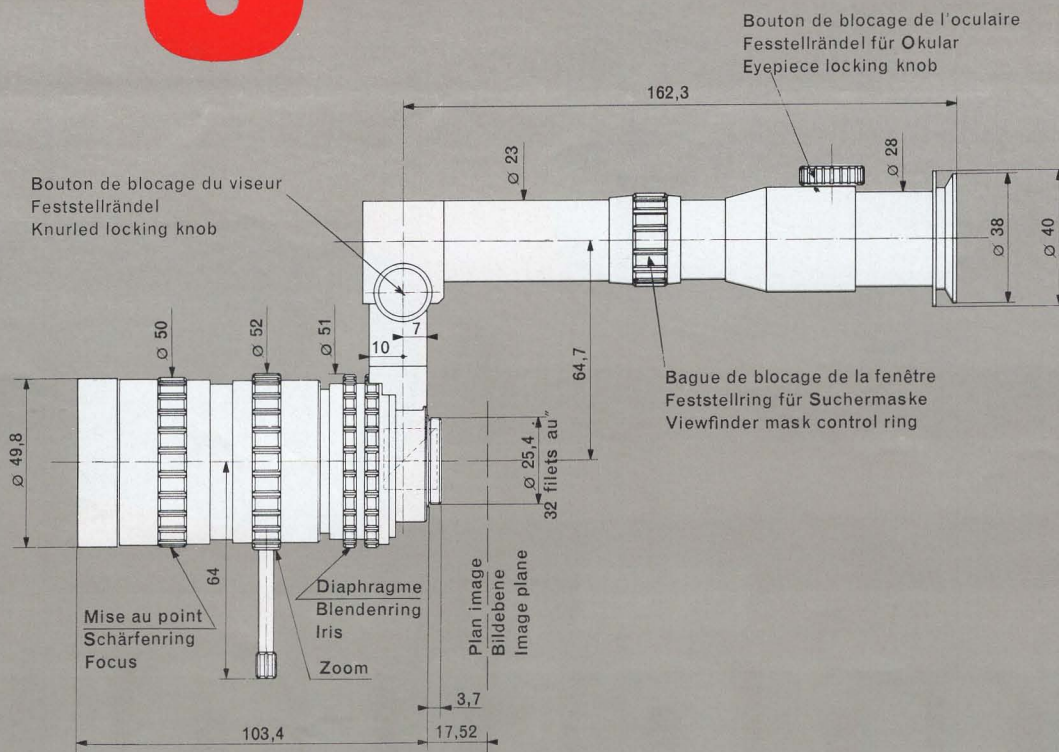 Bouton de blocage de l'oculaire
Fesstellrändel für Okular
Eyepiece locking knob
162,3
Ø 23
Ø 28
Bouton de blocage du viseur
Feststellrändel
Knurled locking knob
Ø 38
Ø 40
7
10
64,7
Ø 50
Ø 52
Ø 51
Bague de blocage de la fenêtre
Feststellring für Suchermaske
Viewfinder mask control ring
Ø 49,8
Ø 25,4
32 filets au"
64
Mise au point
Schärfenring
Focus
Diaphragme
Blendenring
Iris
Zoom
Plan image
Bildebene
Image plane
3,7
103,4
17,52